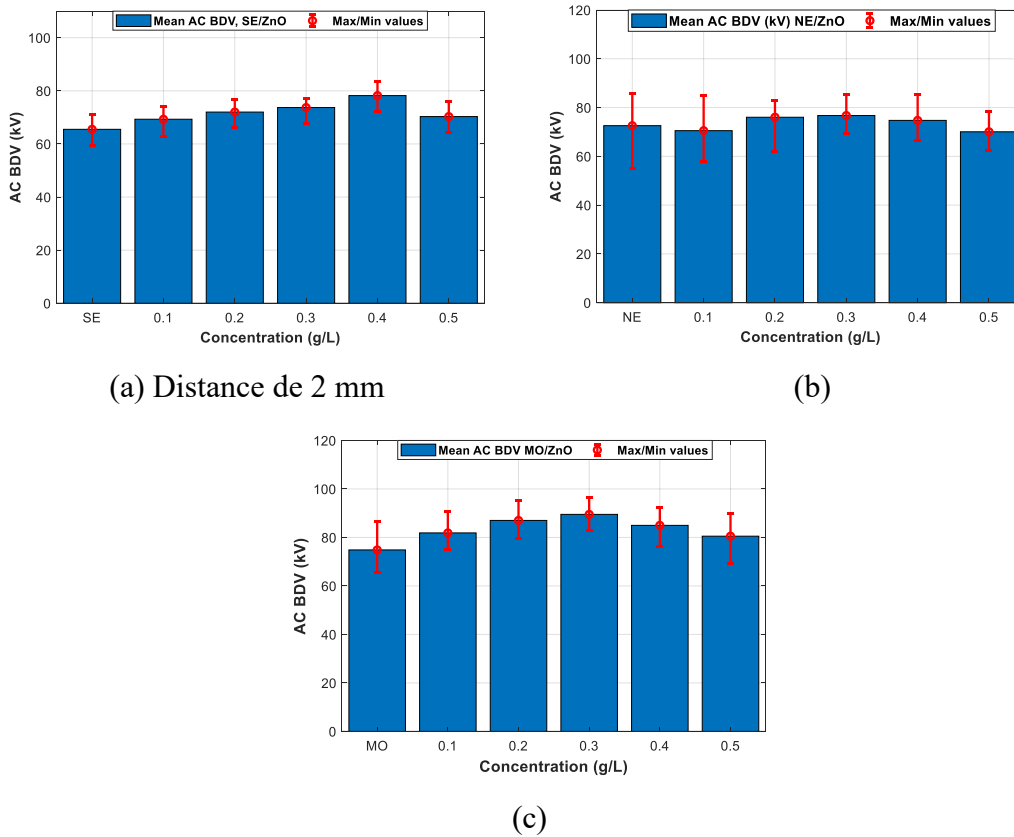 Mean AC BDV, SE/ZnO Max/Min values
100
80
60
40
20
0
AC BDV (kV)
SE 0.1 0.2 0.3 0.4 0.5
Concentration (g/L)
(a) Distance de 2 mm
Mean AC BDV (kV) NE/ZnO Max/Min values
120
100
80
60
40
20
0
AC BDV (kV)
NE 0.1 0.2 0.3 0.4 0.5
Concentration (g/L)
(b)
Mean AC BDV MO/ZnO Max/Min values
120
100
80
60
40
20
0
AC BDV (kV)
MO 0.1 0.2 0.3 0.4 0.5
Concentration (g/L)
(c)